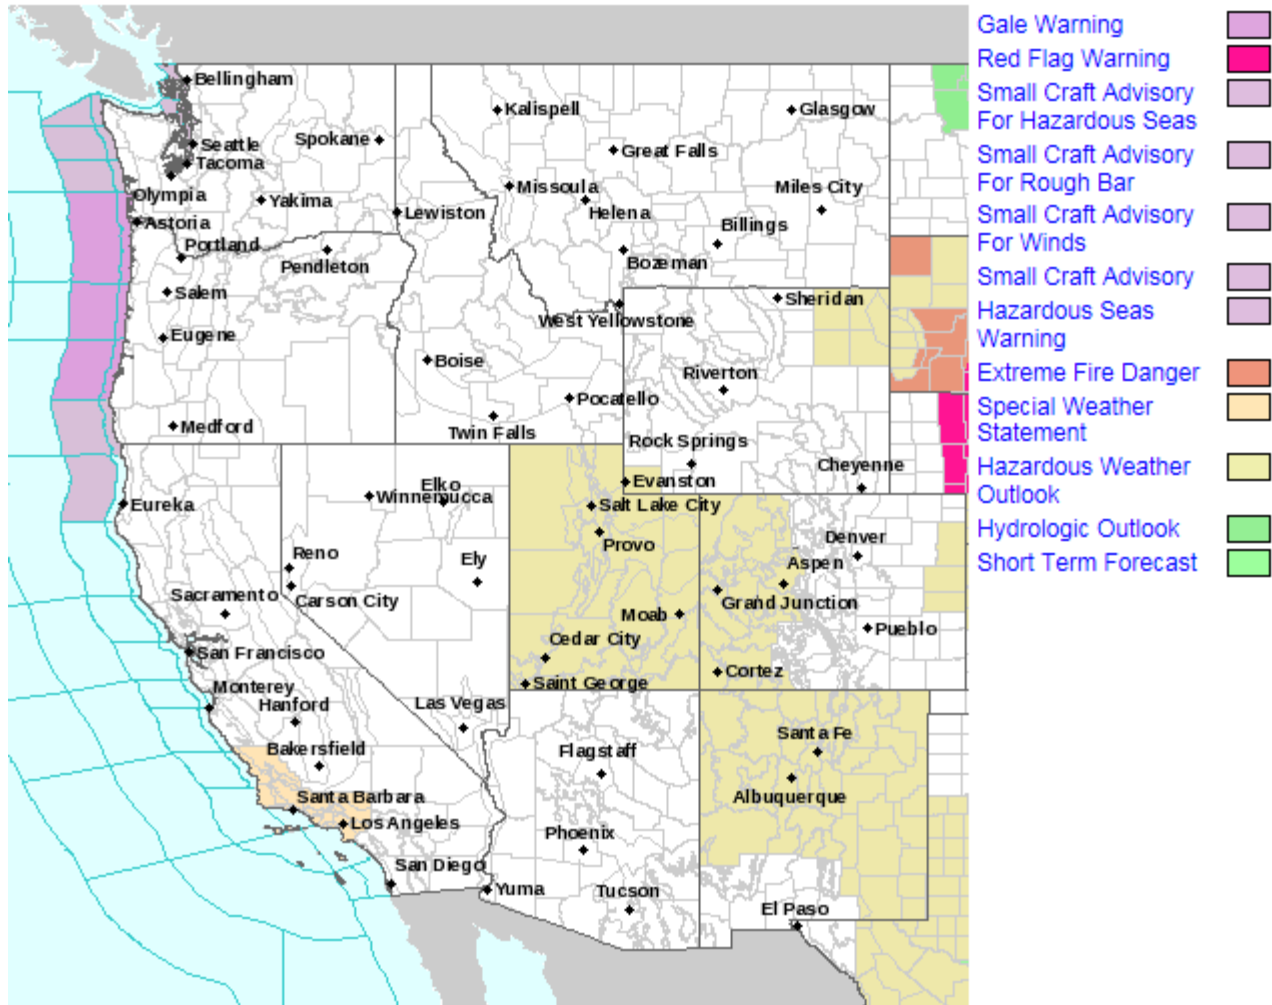 Bellingham
Kalispell
Glasgow
Seattle
Spokane
Great Falls
Tacoma
Olympia
Missoula
Miles City
Yakima
Helena
Lewiston
Astoria
Billings
Portland
Pendleton
Bozeman
Salem
Sheridan
West Yellowstone
Eugene
Boise
Riverton
Pocatello
Medford
Twin Falls
Rock Springs
Cheyenne
Elko
Evanston
Winnemucca
Eureka
Salt Lake City
Denver
Provo
Reno
Ely
Aspen
Sacramento
Carson City
Grand Junction
Moab
Pueblo
Cedar City
San Francisco
Cortez
Saint George
Monterey
Hanford
Las Vegas
Santa Fe
Bakersfield
Flagstaff
Santa Barbara
Albuquerque
Los Angeles
Phoenix
San Diego
Yuma
Tucson
El Paso
Gale Warning
Red Flag Warning
Small Craft Advisory
For Hazardous Seas
Small Craft Advisory
For Rough Bar
Small Craft Advisory
For Winds
Small Craft Advisory
Hazardous Seas
Warning
Extreme Fire Danger
Special Weather
Statement
Hazardous Weather
Outlook
Hydrologic Outlook
Short Term Forecast